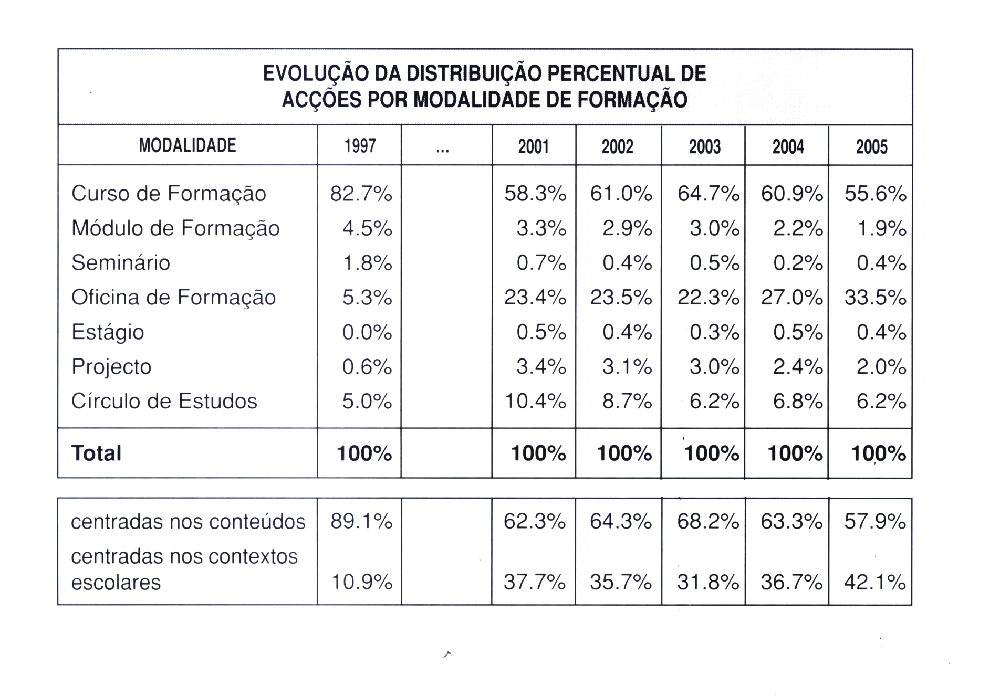 EVOLUÇÃO DA DISTRIBUIÇÃO PERCENTUAL DE
ACÇÕES POR MODALIDADE DE FORMAÇÃO
MODALIDADE 1997 ... 2001 2002 2003 2004 2005
Curso de Formação 82.7% 58.3% 61.0% 64.7% 60.9% 55.6%
Módulo de Formação 4.5% 3.3% 2.9% 3.0% 2.2% 1.9%
Seminário 1.8% 0.7% 0.4% 0.5% 0.2% 0.4%
Oficina de Formação 5.3% 23.4% 23.5% 22.3% 27.0% 33.5%
Estágio 0.0% 0.5% 0.4% 0.3% 0.5% 0.4%
Projecto 0.6% 3.4% 3.1% 3.0% 2.4% 2.0%
Círculo de Estudos 5.0% 10.4% 8.7% 6.2% 6.8% 6.2%
Total 100% 100% 100% 100% 100% 100%
centradas nos conteúdos 89.1% 62.3% 64.3% 68.2% 63.3% 57.9%
centradas nos contextos
escolares 10.9% 37.7% 35.7% 31.8% 36.7% 42.1%